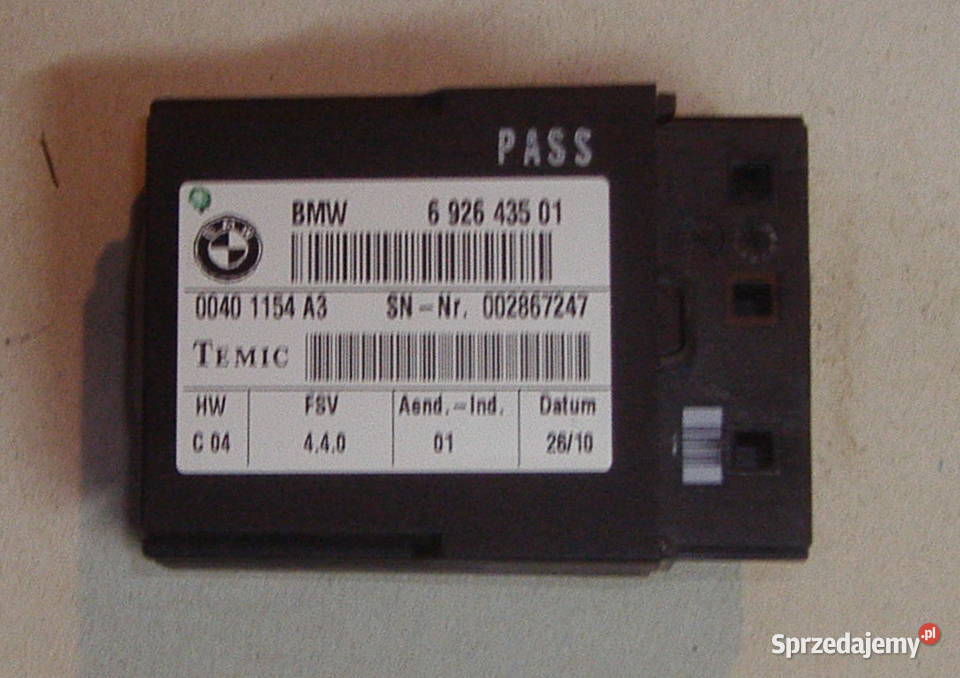 PASS
BMW 6 926 435 01
BMW
0040 1154 A3 SN-Nr. 002867247
TEMIC
HW FSV Aend.-Ind. Datum
C 04 4.4.0 01 26/10
Sprzedajemy.pl